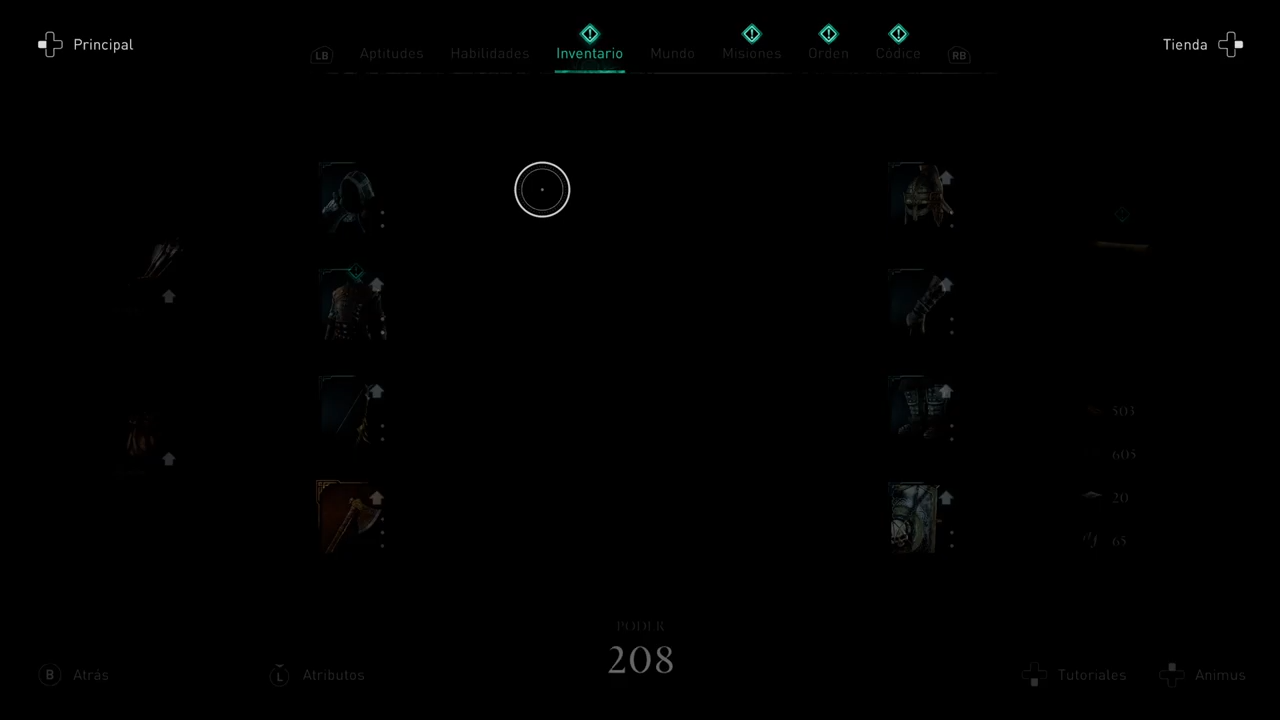 Principal
LB Aptitudes Habilidades Inventario Mundo Misiones Orden Códice RB
Tienda
503
605
20
65
PODER
208
B Atrás
L Atributos
Tutoriales
Animus